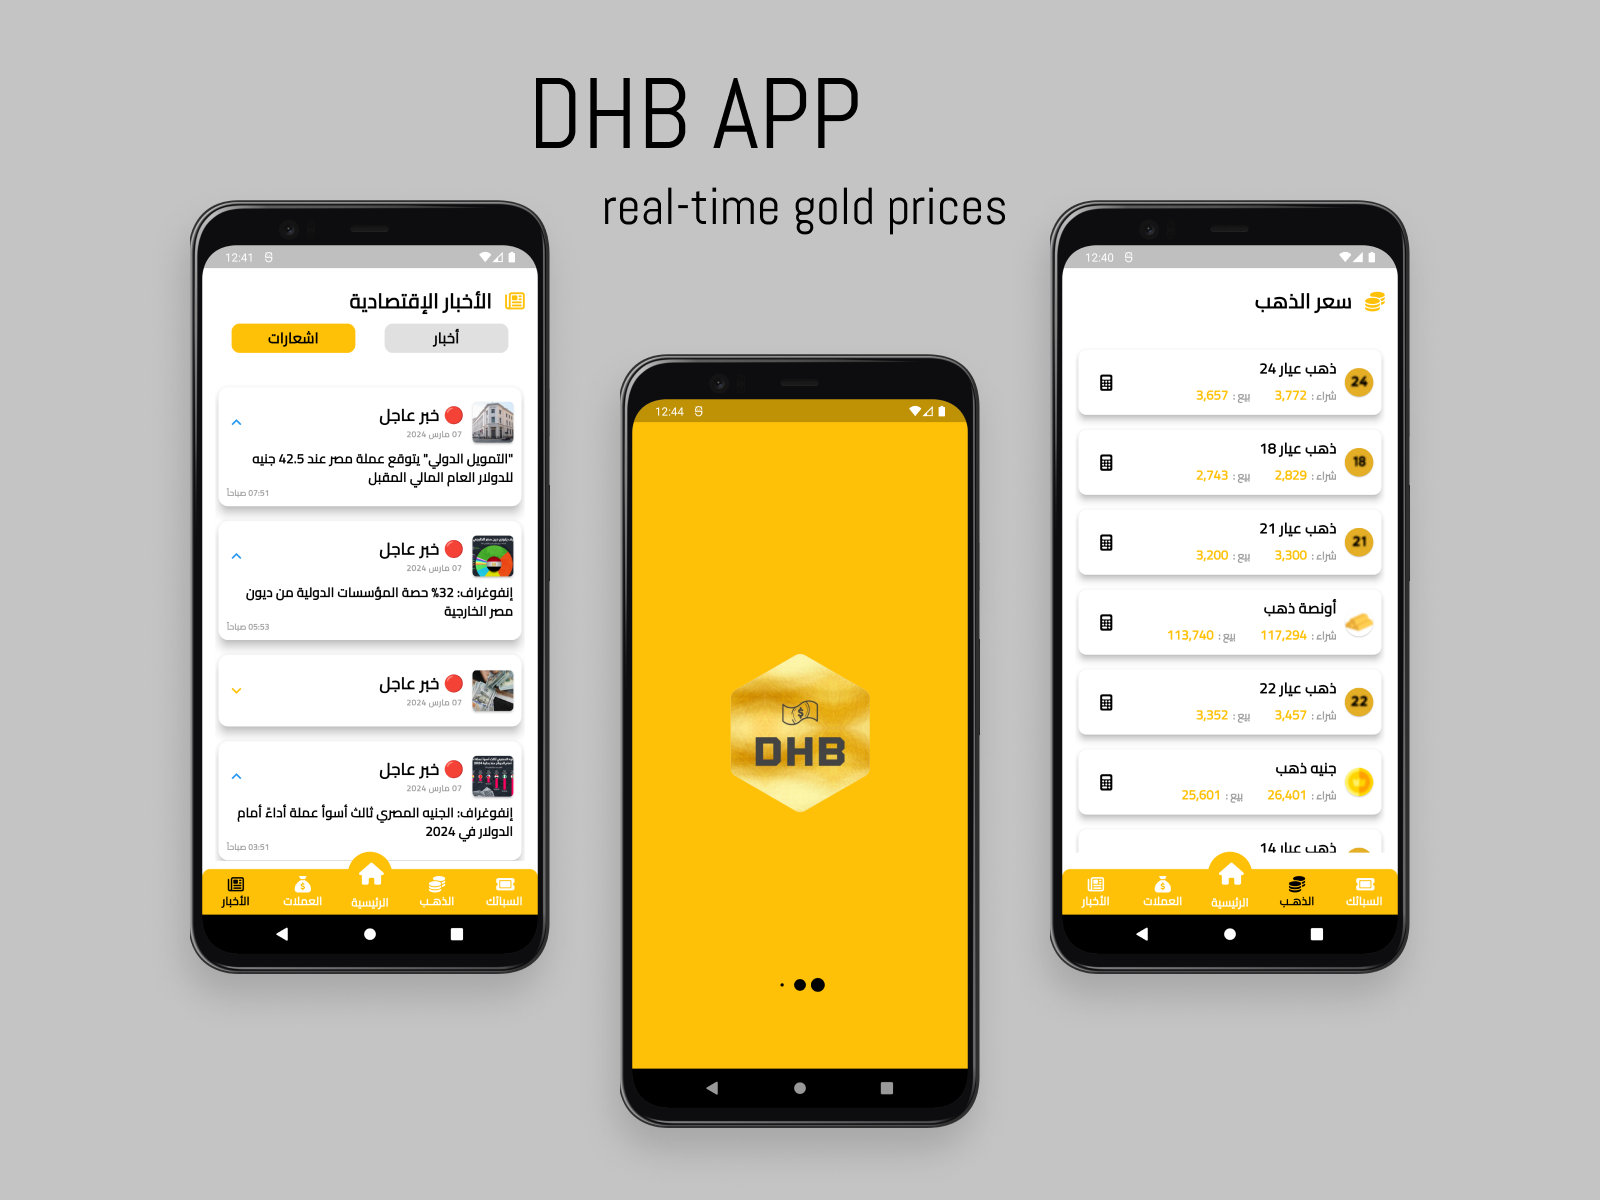 DHB APP
real-time gold prices
12:41
الأخبار الإقتصادية
أخبار
اشعارات
🔴 خبر عاجل
07 مارس 2024
"التمويل الدولي" يتوقع عملة مصر عند 42.5 جنيه
للدولار العام المالي المقبل
07:51 صباحاً
🔴 خبر عاجل
07 مارس 2024
إنفوغراف: 32% حصة المؤسسات الدولية من ديون
مصر الخارجية
05:53 صباحاً
🔴 خبر عاجل
07 مارس 2024
🔴 خبر عاجل
07 مارس 2024
إنفوغراف: الجنيه المصري ثالث أسوأ عملة أداءً أمام
الدولار في 2024
03:51 صباحاً
السبائك
الذهـب
الرئيسية
العملات
الأخبار
12:44
DHB
12:40
سعر الذهب
24
ذهب عيار 24
شراء : 3,772 بيع : 3,657
18
ذهب عيار 18
شراء : 2,829 بيع : 2,743
21
ذهب عيار 21
شراء : 3,300 بيع : 3,200
أونصة ذهب
شراء : 117,294 بيع : 113,740
22
ذهب عيار 22
شراء : 3,457 بيع : 3,352
جنيه ذهب
شراء : 26,401 بيع : 25,601
ذهب عيار 14
السبائك
الذهـب
الرئيسية
العملات
الأخبار